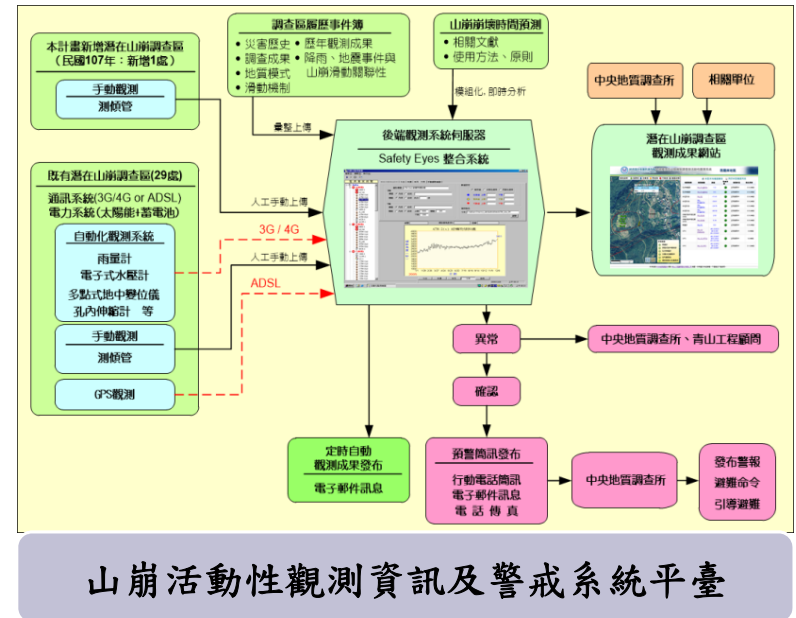 調查區履歷事件簿
• 災害歷史 • 歷年觀測成果
• 調查成果 • 降雨、地震事件與
• 地質模式 山崩滑動關聯性
• 滑動機制
山崩崩壞時間預測
• 相關文獻
• 使用方法、原則
本計畫新增潛在山崩調查區
(民國107年:新增1處)
手動觀測
測傾管
彙整上傳
模組化、即時分析
中央地質調查所
相關單位
後端觀測系統伺服器
Safety Eyes 整合系統
潛在山崩調查區
觀測成果網站
既有潛在山崩調查區(29處)
通訊系統(3G/4G or ADSL)
電力系統(太陽能+蓄電池)
自動化觀測系統
雨量計
電子式水壓計
多點式地中變位儀
孔內伸縮計 等
手動觀測
測傾管
GPS觀測
人工手動上傳
3G / 4G
人工手動上傳
ADSL
異常
中央地質調查所、青山工程顧問
確認
定時自動
觀測成果發布
電子郵件訊息
預警簡訊發布
行動電話簡訊
電子郵件訊息
電話傳真
中央地質調查所
發布警報
避難命令
引導避難
山崩活動性觀測資訊及警戒系統平臺